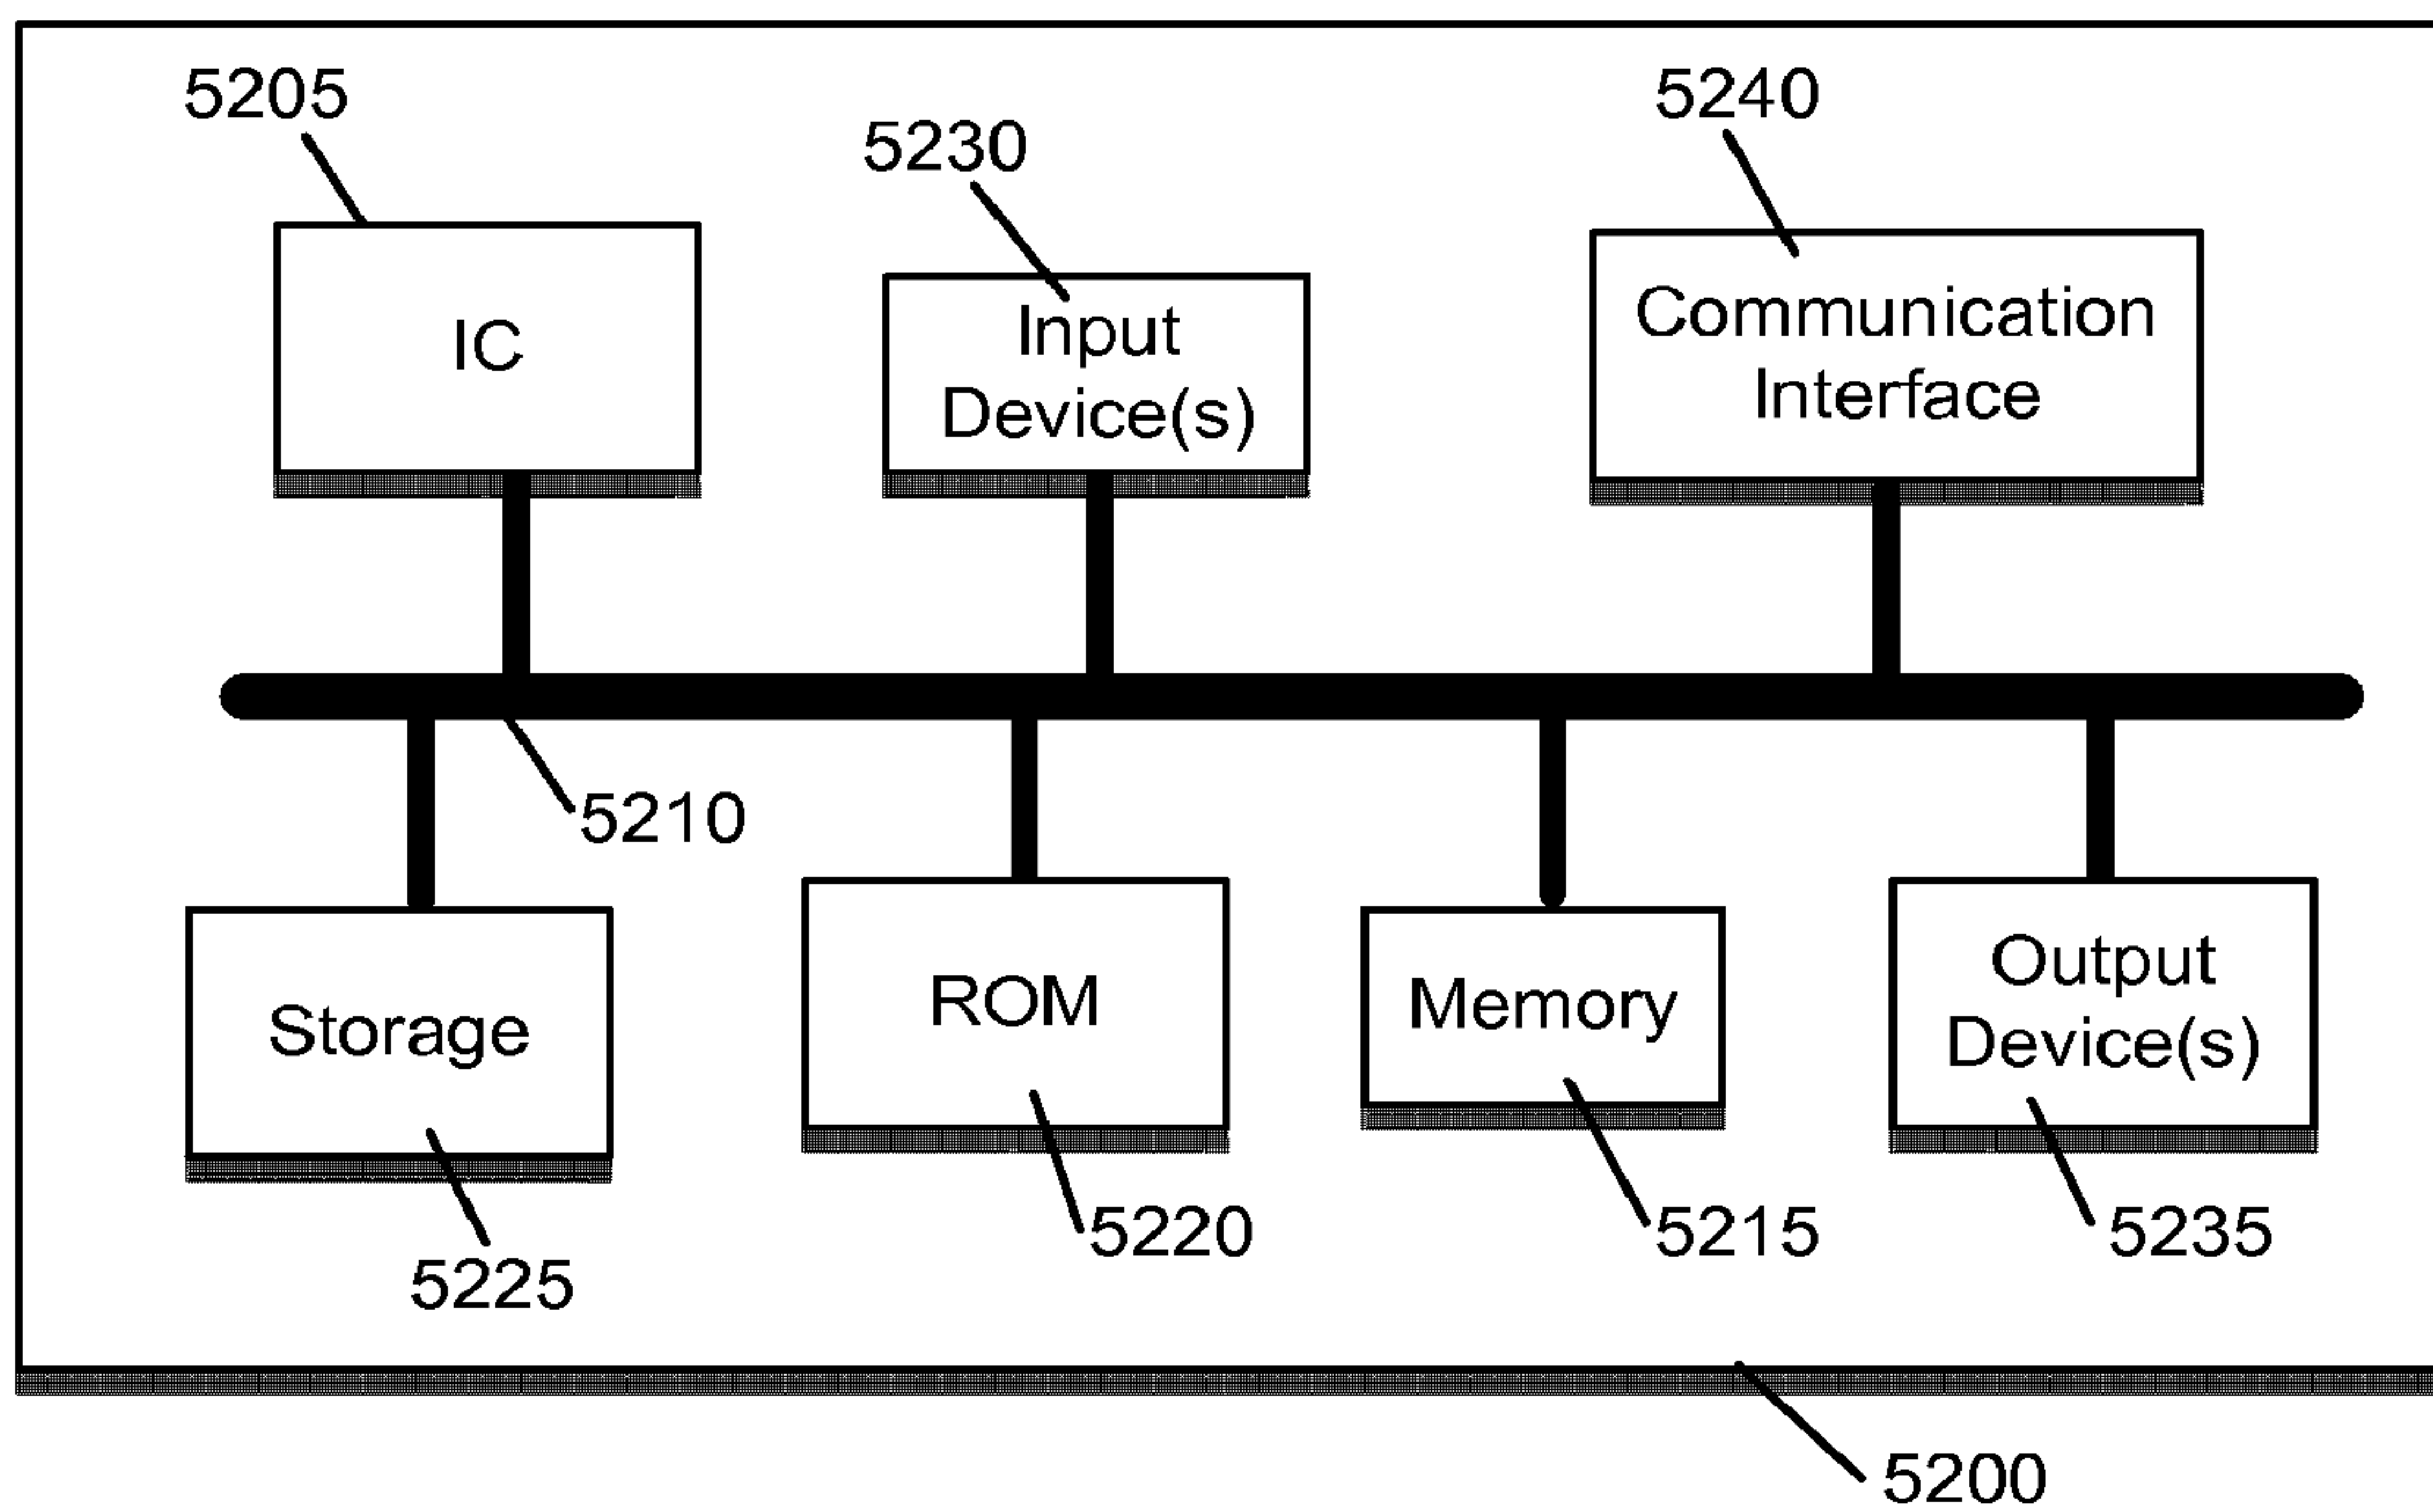 5205
5230
5240
IC
Input
Device(s)
Communication
Interface
5210
Storage
ROM
Memory
Output
Device(s)
5225
5220
5215
5235
5200